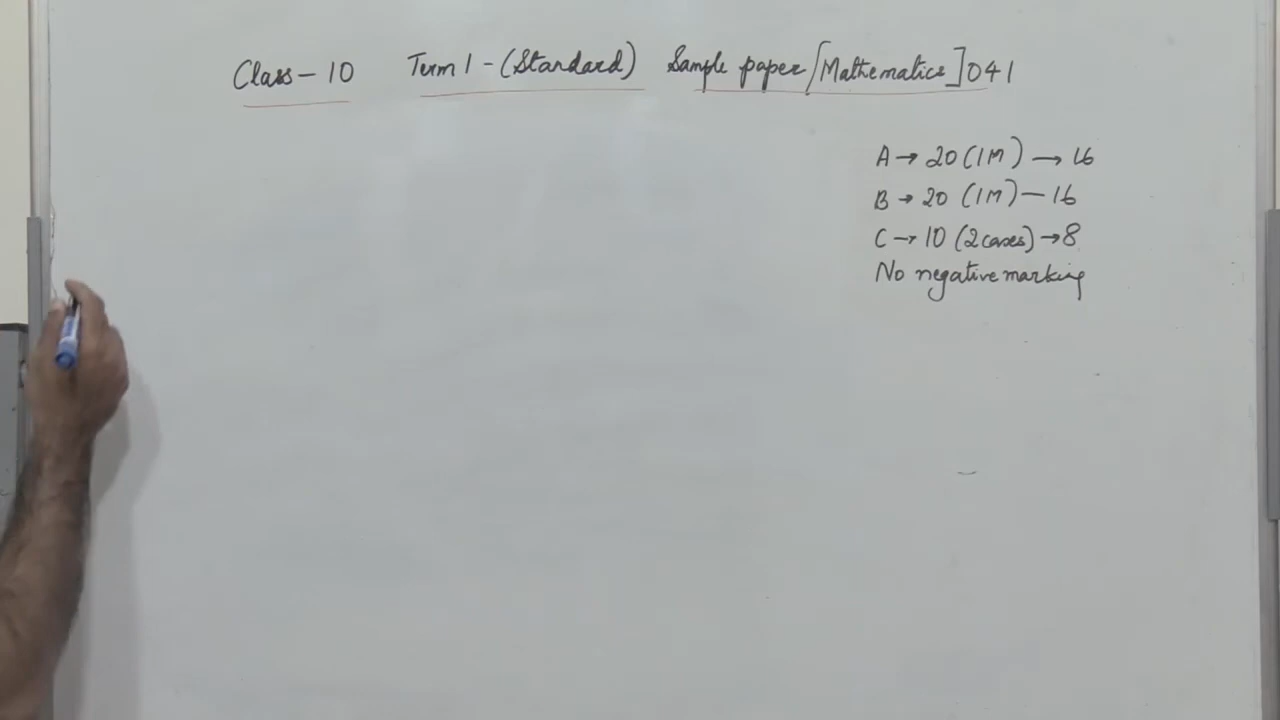 Class - 10 Term 1 - (Standard) Sample paper [Mathematics] 041
A → 20 (1M) → 16
B → 20 (1M) — 16
C → 10 (2 cases) → 8
No negative marking